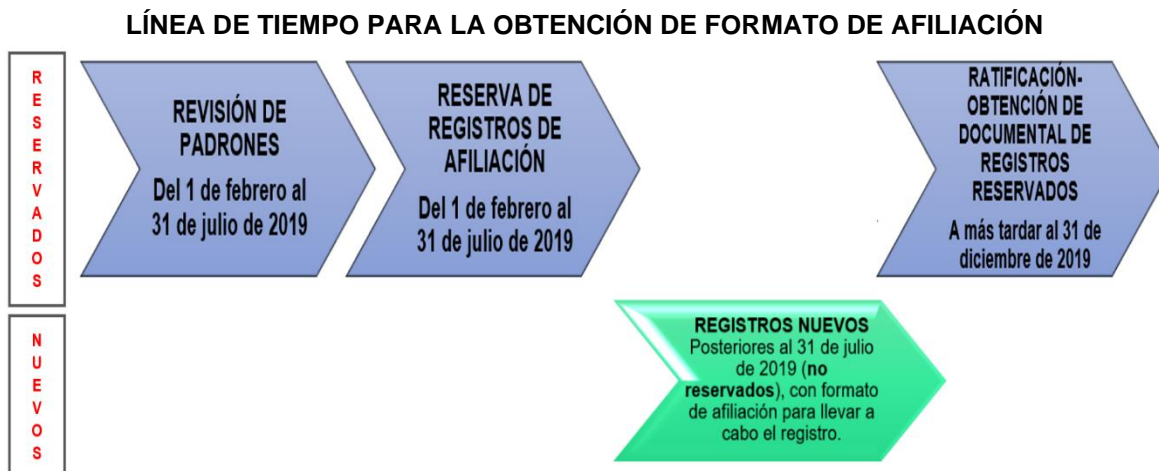 LÍNEA DE TIEMPO PARA LA OBTENCIÓN DE FORMATO DE AFILIACIÓN
RESERVADOS
REVISIÓN DE
PADRONES
Del 1 de febrero al
31 de julio de 2019
RESERVA DE
REGISTROS DE
AFILIACIÓN
Del 1 de febrero al
31 de julio de 2019
RATIFICACIÓN-
OBTENCIÓN DE
DOCUMENTAL DE
REGISTROS
RESERVADOS
A más tardar al 31 de
diciembre de 2019
NUEVOS
REGISTROS NUEVOS
Posteriores al 31 de julio
de 2019 (no
reservados), con formato
de afiliación para llevar a
cabo el registro.